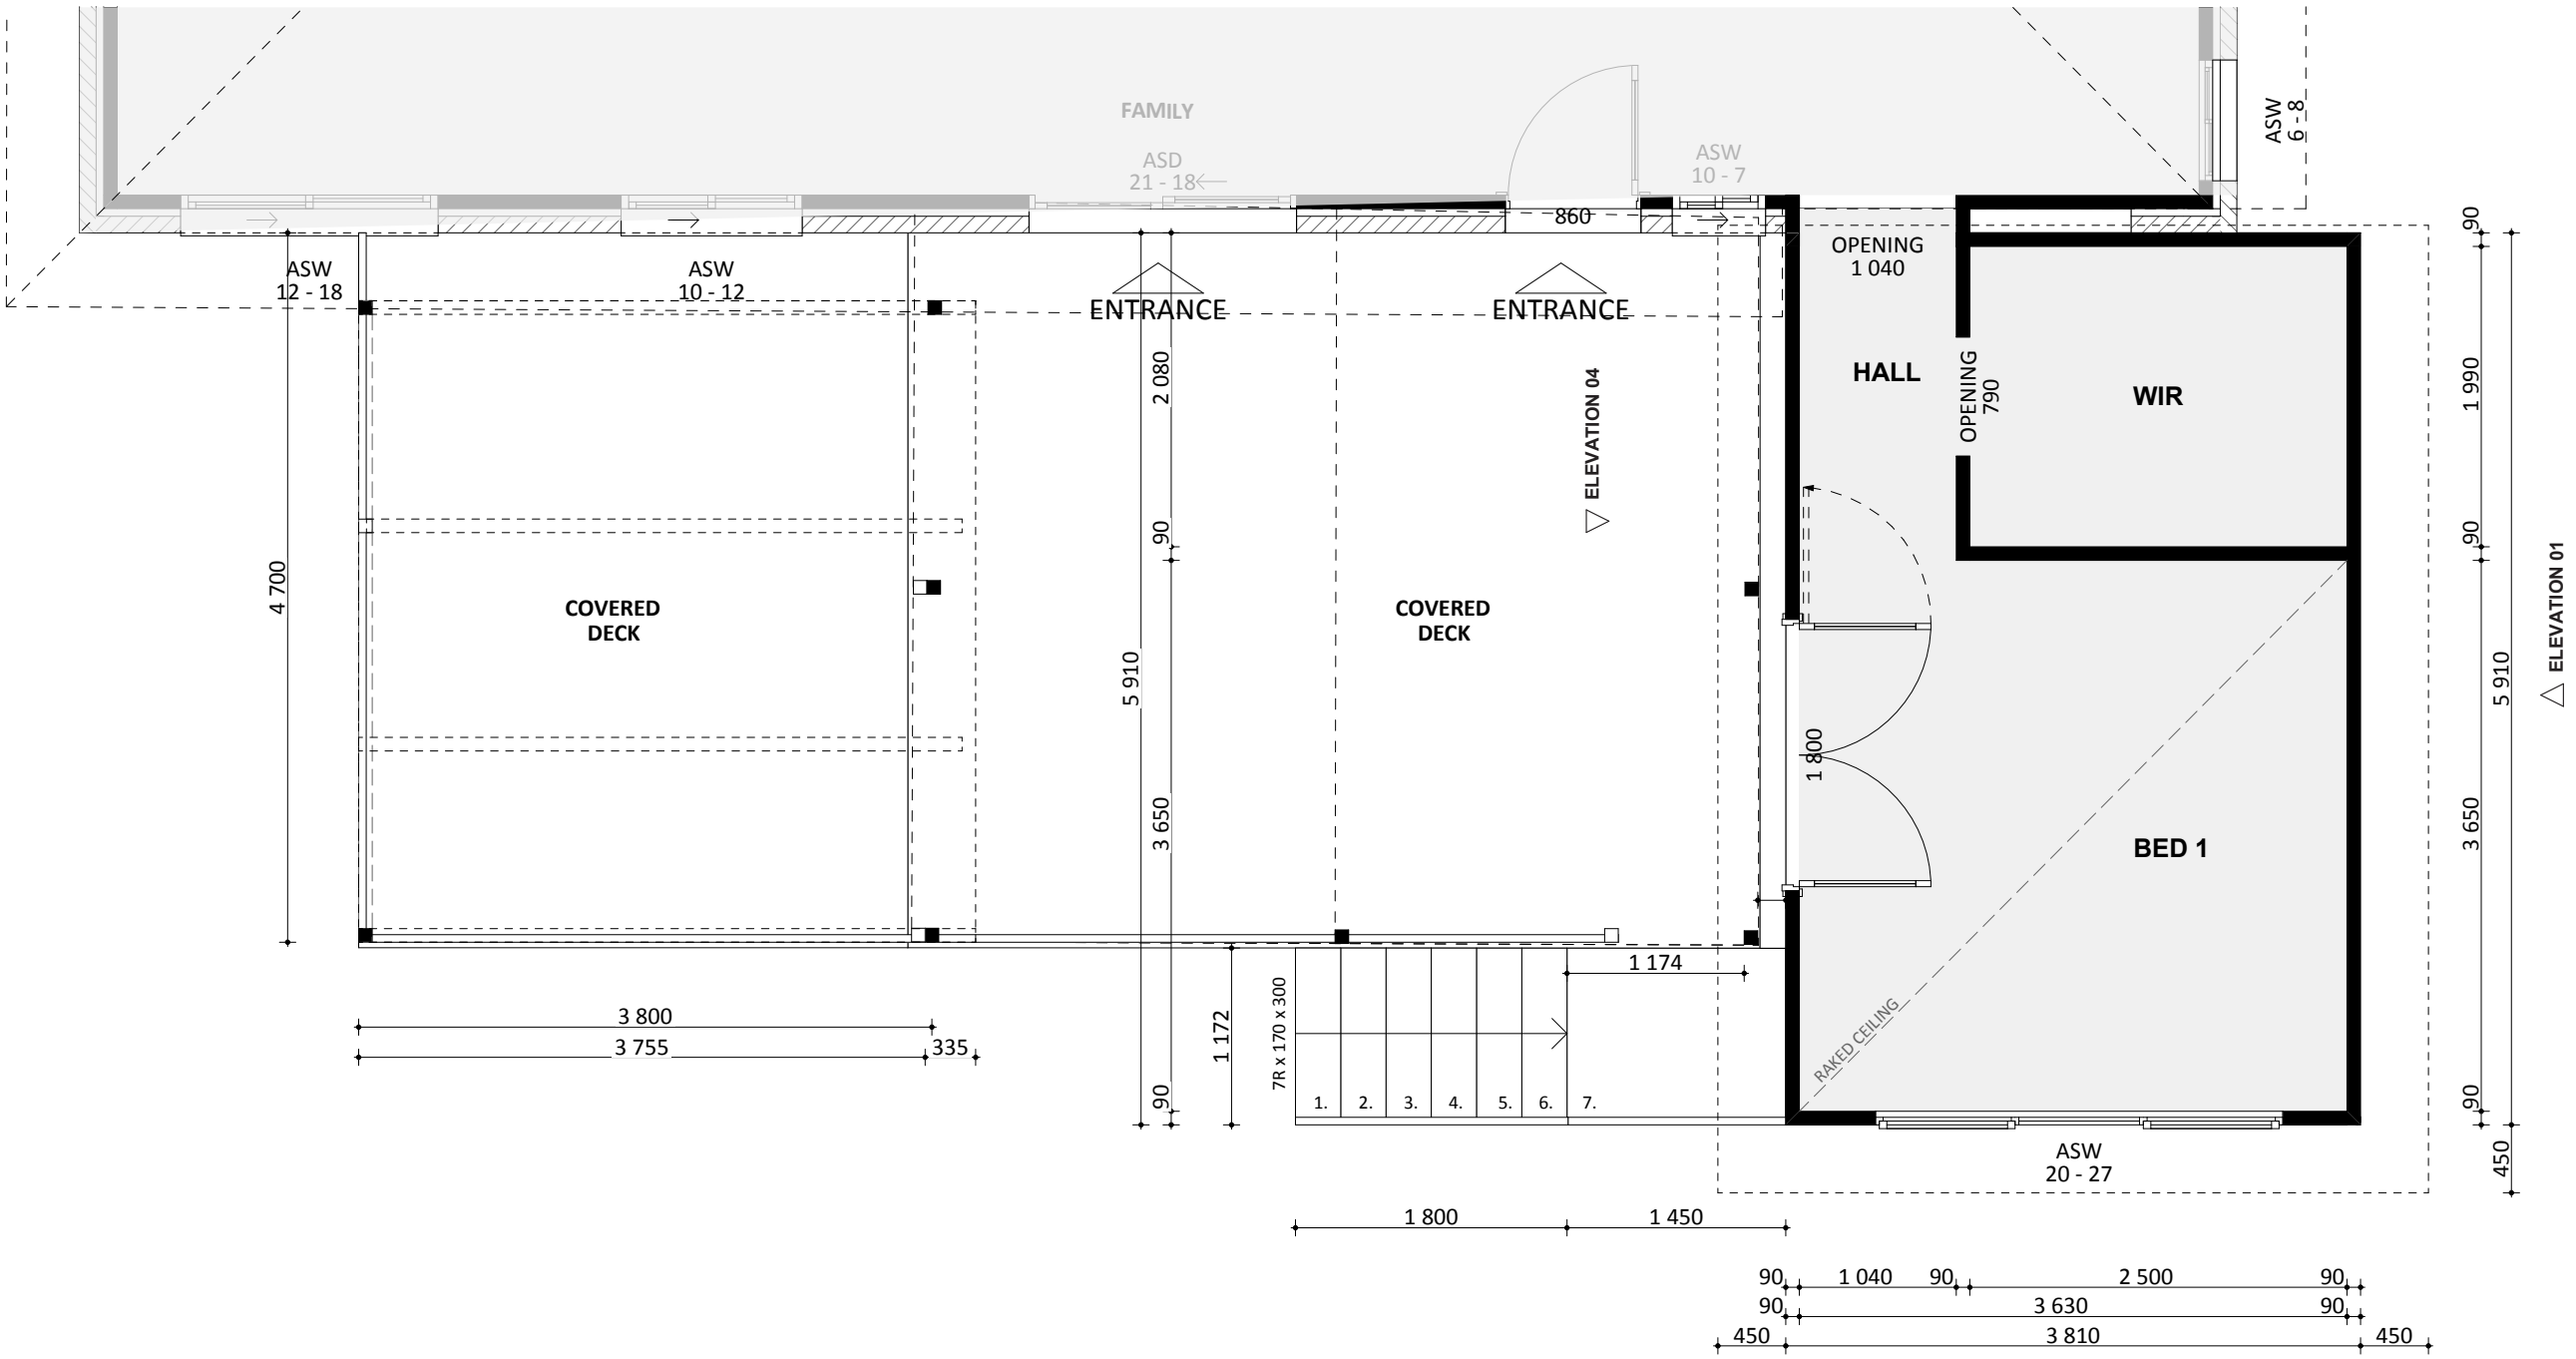 FAMILY
ASD
21 - 18
ASW
10 - 7
ASW
6 - 8
860
ASW
12 - 18
ASW
10 - 12
ENTRANCE
ENTRANCE
OPENING
1 040
HALL
OPENING
790
WIR
ELEVATION 04
ELEVATION 01
COVERED
DECK
COVERED
DECK
BED 1
RAKED CEILING
1 800
4 700
5 910
2 080
90
3 650
90
90
1 990
90
3 650
90
5 910
450
1 174
1 172
7R x 170 x 300
1.
2.
3.
4.
5.
6.
7.
3 800
3 755
335
ASW
20 - 27
1 800
1 450
90
1 040
90
2 500
90
90
3 630
90
450
3 810
450